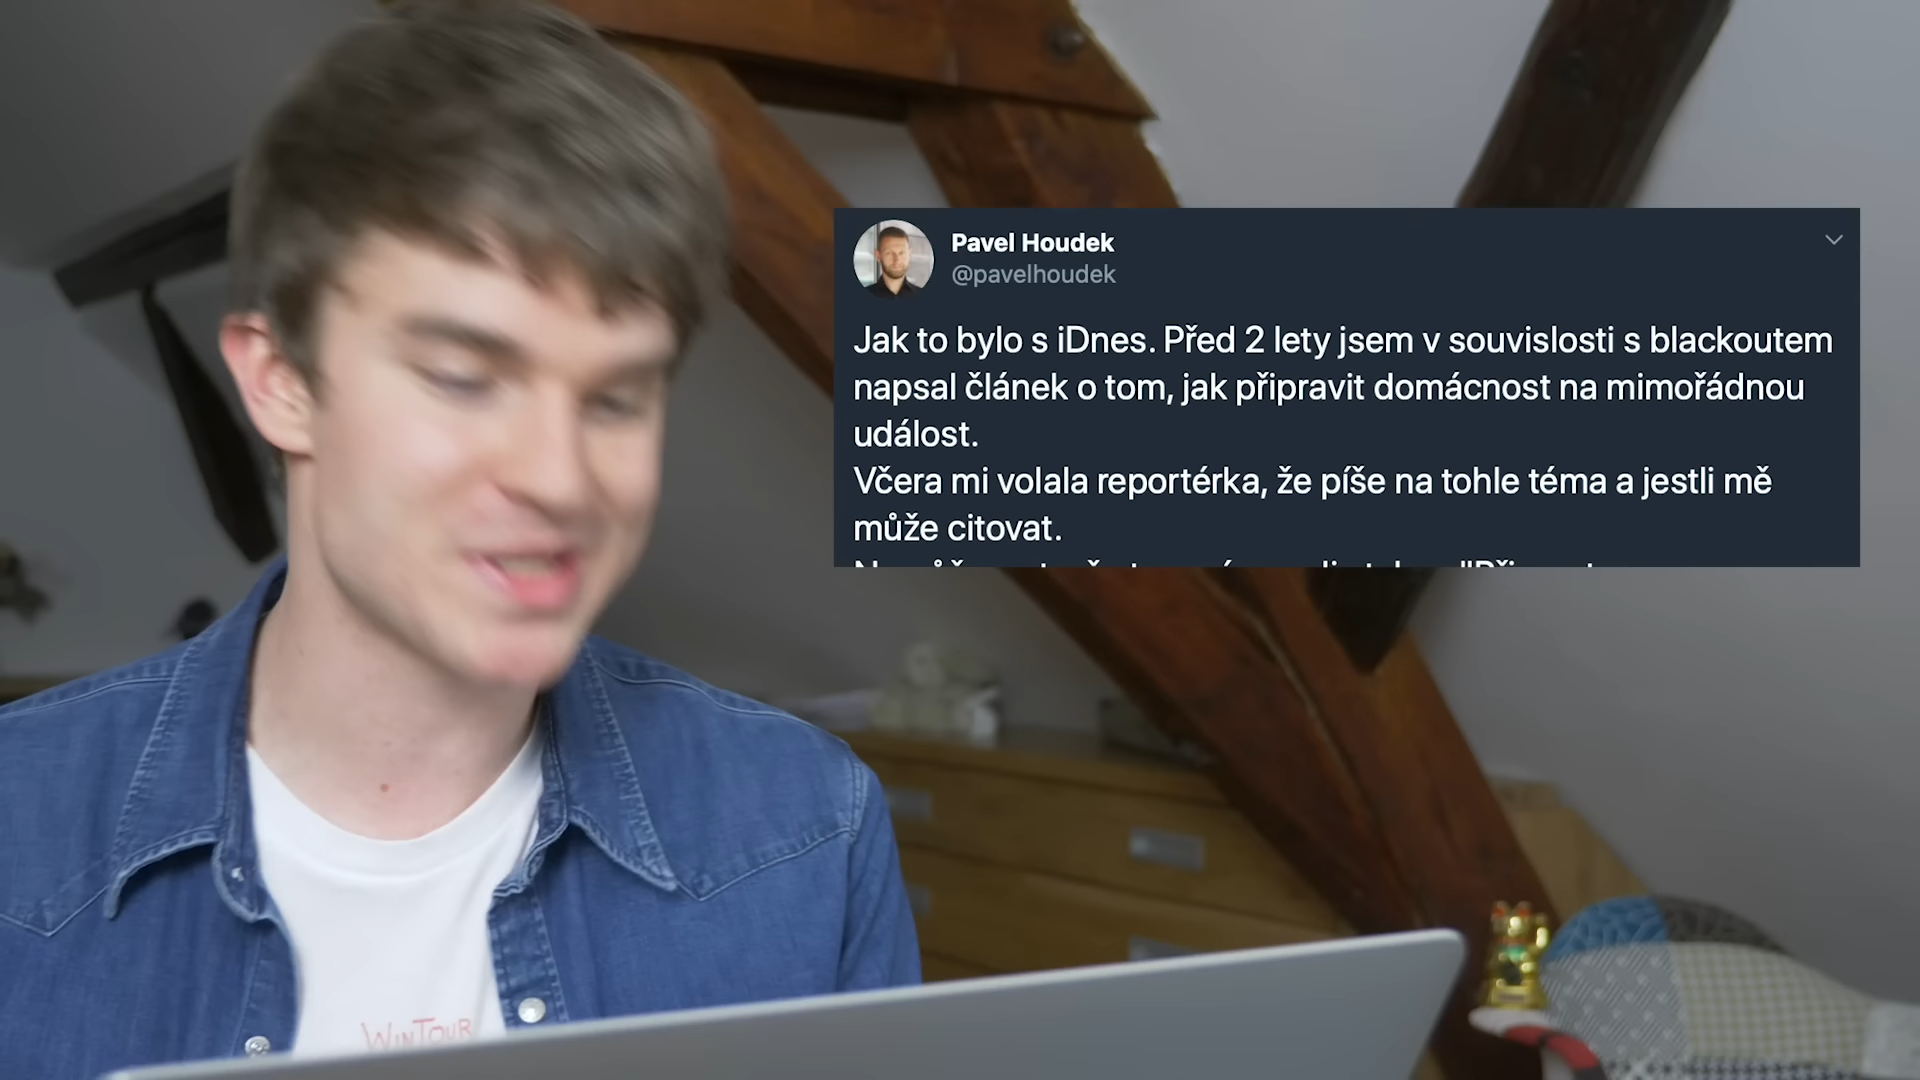 Pavel Houdek
@pavelhoudek
Jak to bylo s iDnes. Před 2 lety jsem v souvislosti s blackoutem
napsal článek o tom, jak připravit domácnost na mimořádnou
událost.
Včera mi volala reportérka, že píše na tohle téma a jestli mě
může citovat.
WINTOUR